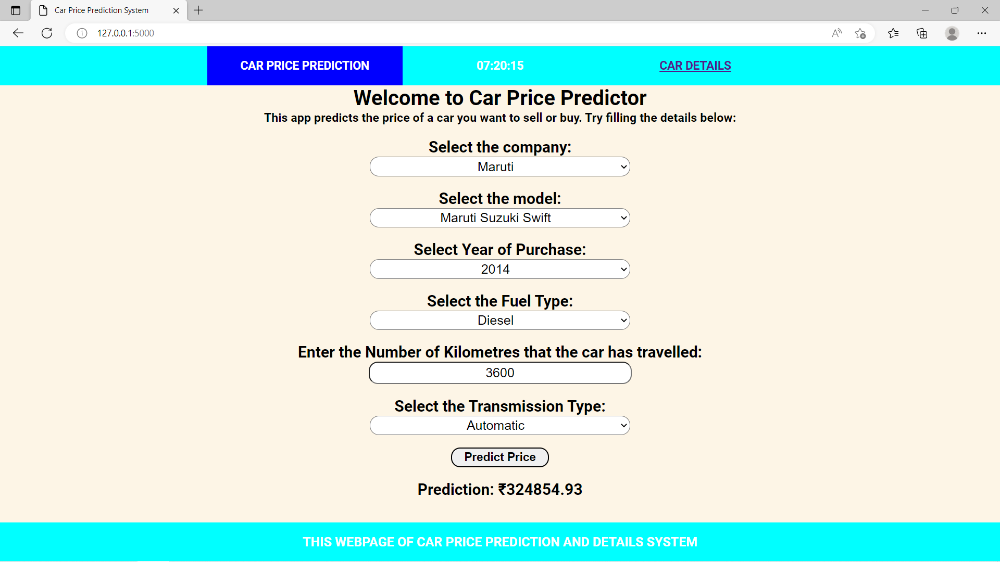 Car Price Prediction System
127.0.0.1:5000
CAR PRICE PREDICTION
07:20:15
CAR DETAILS
Welcome to Car Price Predictor
This app predicts the price of a car you want to sell or buy. Try filling the details below:
Select the company:
Maruti
Select the model:
Maruti Suzuki Swift
Select Year of Purchase:
2014
Select the Fuel Type:
Diesel
Enter the Number of Kilometres that the car has travelled:
3600
Select the Transmission Type:
Automatic
Predict Price
Prediction: ₹324854.93
THIS WEBPAGE OF CAR PRICE PREDICTION AND DETAILS SYSTEM